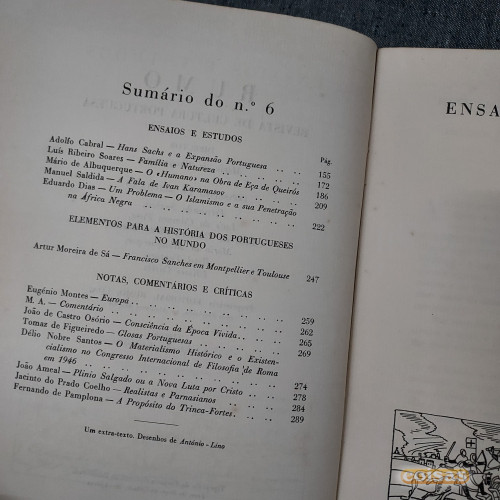 Sumário do n.º 6
ENSAIOS E ESTUDOS
Pág.
Adolfo Cabral — Hans Sachs e a Expansão Portuguesa .. .. 155
Luís Ribeiro Soares — Família e Natureza .. .. .. .. 172
Mário de Albuquerque — O «Humano» na Obra de Eça de Queirós 186
Manuel Saldida — A Fala de Ivan Karamasov .. .. .. .. 209
Eduardo Dias — Um Problema — O Islamismo e a sua Penetração
na África Negra .. .. .. .. .. .. .. .. 222
ELEMENTOS PARA A HISTÓRIA DOS PORTUGUESES
NO MUNDO
Artur Moreira de Sá — Francisco Sanches em Montpellier e Toulouse 247
NOTAS, COMENTÁRIOS E CRÍTICAS
Eugénio Montes — Europa .. .. .. .. .. .. .. 259
M. A. — Comentário .. .. .. .. .. .. .. 262
João de Castro Osório — Consciência da Época Vivida .. .. 265
Tomaz de Figueiredo — Glosas Portuguesas .. .. .. .. 269
Délio Nobre Santos — O Materialismo Histórico e o Existen-
cialismo no Congresso Internacional de Filosofia de Roma
em 1946 .. .. .. .. .. .. .. .. 274
João Ameal — Plínio Salgado ou a Nova Luta por Cristo .. .. 278
Jacinto do Prado Coelho — Realistas e Parnasianos .. .. .. 284
Fernando de Pamplona — A Propósito do Trinca-Fortes .. .. 289
Um extra-texto. Desenhos de António-Lino
ENSA